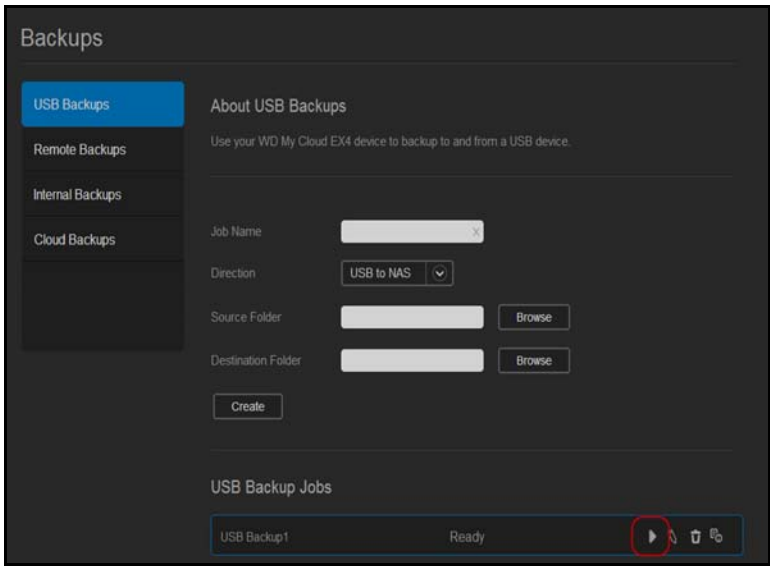 Backups
USB Backups
Remote Backups
Internal Backups
Cloud Backups
About USB Backups
Use your WD My Cloud EX4 device to backup to and from a USB device.
Job Name
X
Direction
USB to NAS
Source Folder
Browse
Destination Folder
Browse
Create
USB Backup Jobs
USB Backup1 Ready